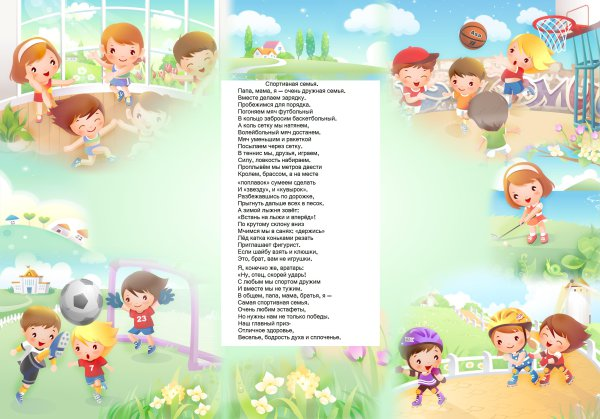 Спортивная семья.
Папа, мама, я — очень дружная семья.
Вместе делаем зарядку,
Пробежимся для порядка.
Погоняем мяч футбольный
В кольцо забросим баскетбольный,
А коль сетку мы натянем,
Волейбольный мяч достанем.
Мяч уменьшим и ракеткой
Посылаем через сетку.
В теннис мы, друзья, играем,
Силу, ловкость набираем,
Проплывём мы метров двести
Кролем, брассом, а на месте
«поплавок» сумеем сделать
И «звезду», и «кувырок».
Разбежавшись по дорожке,
Прыгнуть дальше всех в песок.
А зимой лыжня зовёт:
«Встань на лыжи и вперёд»!
По крутому склону вниз
Мчимся мы в санях: «держись»
Лёд катка коньками резать
Приглашает фигурист.
Если шайбу взять и клюшки,
Это, брат, вам не игрушки.
Я, конечно же, вратарь:
«Ну, отец, скорей ударь!
С любым мы спортом дружим
И вместе мы не тужим.
В общем, папа, мама, братья, я —
Самая спортивная семья.
Очень любим эстафеты,
Но нужны нам не только победы,
Наш главный приз-
Отличное здоровье,
Веселье, бодрость духа и сплоченье.
23
7